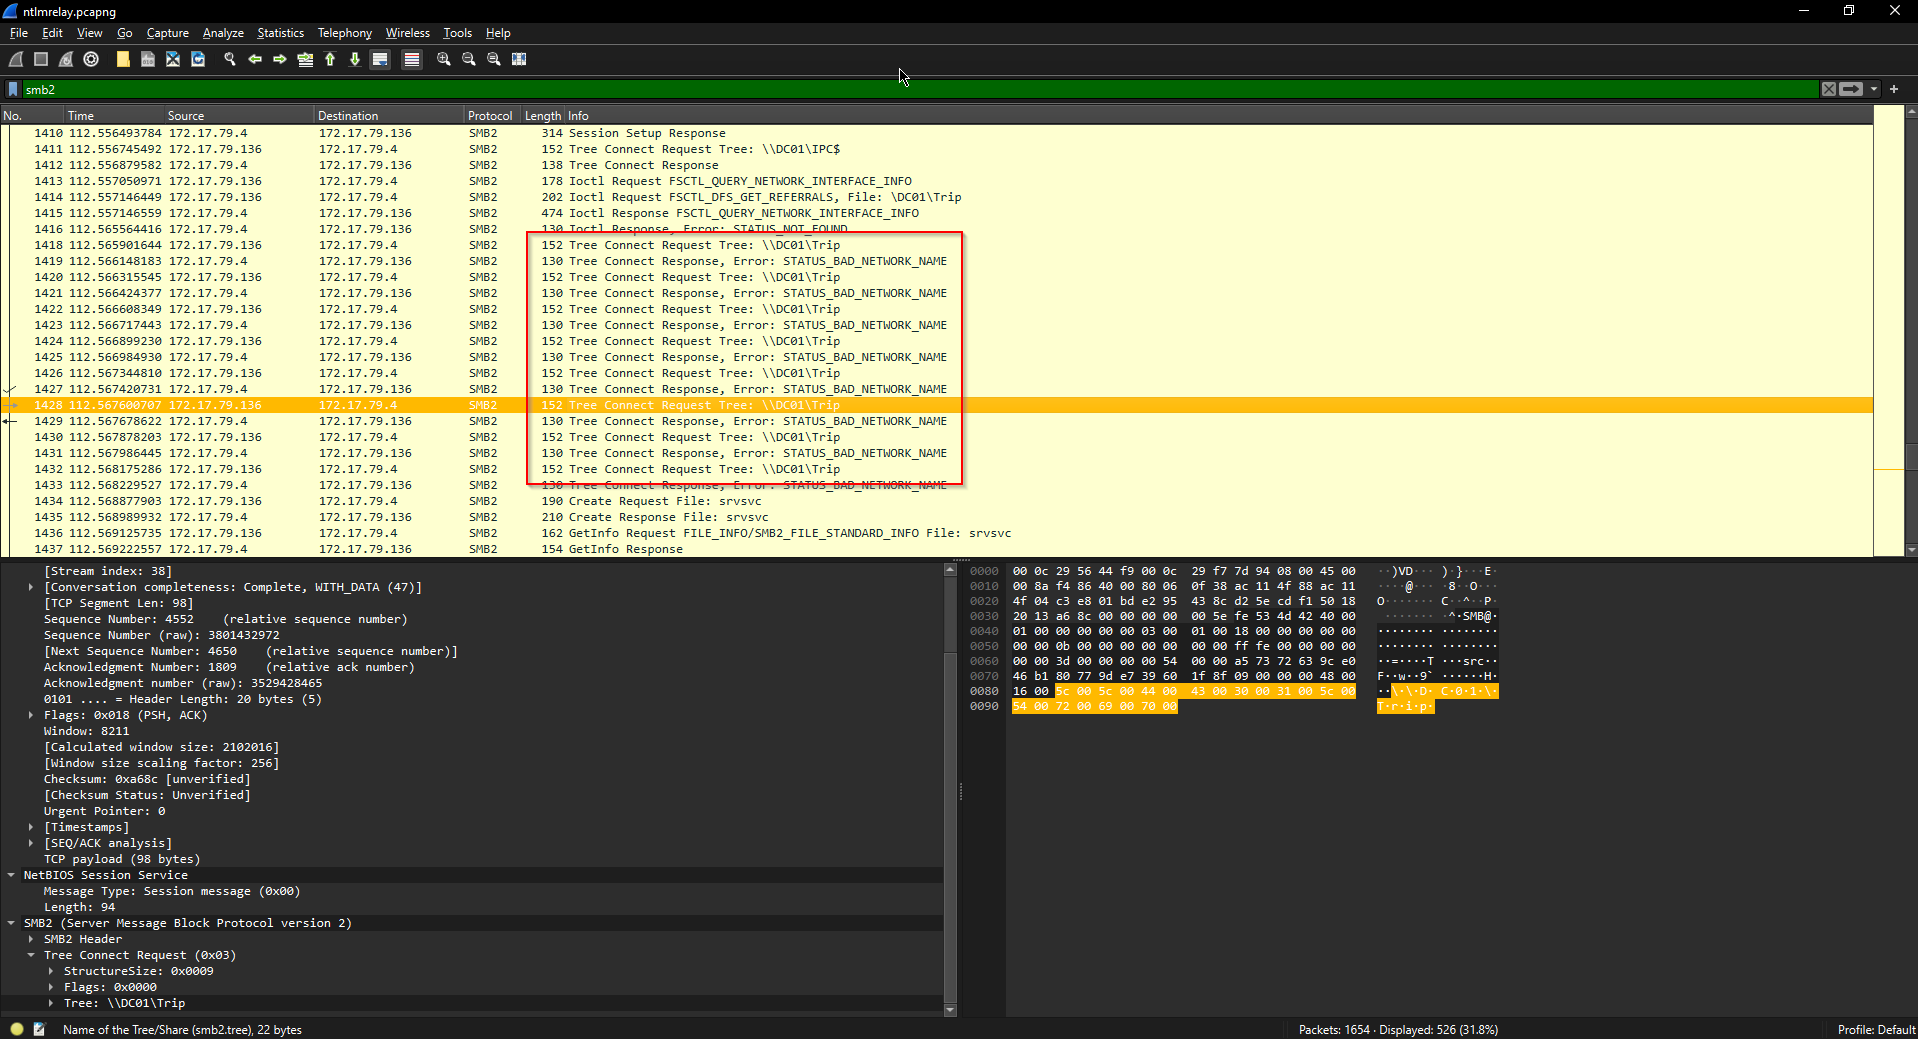 ntlmrelay.pcapng
File Edit View Go Capture Analyze Statistics Telephony Wireless Tools Help
smb2
No. Time Source Destination Protocol Length Info
1410 112.556493784 172.17.79.4 172.17.79.136 SMB2 314 Session Setup Response
1411 112.556745492 172.17.79.136 172.17.79.4 SMB2 152 Tree Connect Request Tree: \\DC01\IPC$
1412 112.556879582 172.17.79.4 172.17.79.136 SMB2 138 Tree Connect Response
1413 112.557050971 172.17.79.136 172.17.79.4 SMB2 178 Ioctl Request FSCTL_QUERY_NETWORK_INTERFACE_INFO
1414 112.557146449 172.17.79.136 172.17.79.4 SMB2 202 Ioctl Request FSCTL_DFS_GET_REFERRALS, File: \DC01\Trip
1415 112.557146559 172.17.79.4 172.17.79.136 SMB2 474 Ioctl Response FSCTL_QUERY_NETWORK_INTERFACE_INFO
1416 112.565564416 172.17.79.4 172.17.79.136 SMB2 130 Ioctl Response, Error: STATUS_NOT_FOUND
1418 112.565901644 172.17.79.136 172.17.79.4 SMB2 152 Tree Connect Request Tree: \\DC01\Trip
1419 112.566148183 172.17.79.4 172.17.79.136 SMB2 130 Tree Connect Response, Error: STATUS_BAD_NETWORK_NAME
1420 112.566315545 172.17.79.136 172.17.79.4 SMB2 152 Tree Connect Request Tree: \\DC01\Trip
1421 112.566424377 172.17.79.4 172.17.79.136 SMB2 130 Tree Connect Response, Error: STATUS_BAD_NETWORK_NAME
1422 112.566608349 172.17.79.136 172.17.79.4 SMB2 152 Tree Connect Request Tree: \\DC01\Trip
1423 112.566717443 172.17.79.4 172.17.79.136 SMB2 130 Tree Connect Response, Error: STATUS_BAD_NETWORK_NAME
1424 112.566899230 172.17.79.136 172.17.79.4 SMB2 152 Tree Connect Request Tree: \\DC01\Trip
1425 112.566984930 172.17.79.4 172.17.79.136 SMB2 130 Tree Connect Response, Error: STATUS_BAD_NETWORK_NAME
1426 112.567344810 172.17.79.136 172.17.79.4 SMB2 152 Tree Connect Request Tree: \\DC01\Trip
1427 112.567420731 172.17.79.4 172.17.79.136 SMB2 130 Tree Connect Response, Error: STATUS_BAD_NETWORK_NAME
1428 112.567600707 172.17.79.136 172.17.79.4 SMB2 152 Tree Connect Request Tree: \\DC01\Trip
1429 112.567678622 172.17.79.4 172.17.79.136 SMB2 130 Tree Connect Response, Error: STATUS_BAD_NETWORK_NAME
1430 112.567878203 172.17.79.136 172.17.79.4 SMB2 152 Tree Connect Request Tree: \\DC01\Trip
1431 112.567986445 172.17.79.4 172.17.79.136 SMB2 130 Tree Connect Response, Error: STATUS_BAD_NETWORK_NAME
1432 112.568175286 172.17.79.136 172.17.79.4 SMB2 152 Tree Connect Request Tree: \\DC01\Trip
1433 112.568229527 172.17.79.4 172.17.79.136 SMB2 130 Tree Connect Response, Error: STATUS_BAD_NETWORK_NAME
1434 112.568877903 172.17.79.136 172.17.79.4 SMB2 190 Create Request File: srvsvc
1435 112.568989932 172.17.79.4 172.17.79.136 SMB2 210 Create Response File: srvsvc
1436 112.569125735 172.17.79.136 172.17.79.4 SMB2 162 GetInfo Request FILE_INFO/SMB2_FILE_STANDARD_INFO File: srvsvc
1437 112.569222557 172.17.79.4 172.17.79.136 SMB2 154 GetInfo Response
[Stream index: 38]
[Conversation completeness: Complete, WITH_DATA (47)]
[TCP Segment Len: 98]
Sequence Number: 4552 (relative sequence number)
Sequence Number (raw): 3801432972
[Next Sequence Number: 4650 (relative sequence number)]
Acknowledgment Number: 1809 (relative ack number)
Acknowledgment number (raw): 3529428465
0101 .... = Header Length: 20 bytes (5)
Flags: 0x018 (PSH, ACK)
Window: 8211
[Calculated window size: 2102016]
[Window size scaling factor: 256]
Checksum: 0xa68c [unverified]
[Checksum Status: Unverified]
Urgent Pointer: 0
[Timestamps]
[SEQ/ACK analysis]
TCP payload (98 bytes)
NetBIOS Session Service
Message Type: Session message (0x00)
Length: 94
SMB2 (Server Message Block Protocol version 2)
SMB2 Header
Tree Connect Request (0x03)
StructureSize: 0x0009
Flags: 0x0000
Tree: \\DC01\Trip
0000 00 0c 29 56 44 f9 00 0c 29 f7 7d 94 08 00 45 00 ··)VD··· )·}···E·
0010 00 8a f4 86 40 00 80 06 0f 38 ac 11 4f 88 ac 11 ····@··· ·8··O···
0020 4f 04 c3 e8 01 bd e2 95 43 8c d2 5e cd f1 50 18 O······· C··^··P·
0030 20 13 a6 8c 00 00 00 00 00 5e fe 53 4d 42 40 00 ········ ·^·SMB@·
0040 01 00 00 00 00 00 03 00 01 00 18 00 00 00 00 00 ········ ········
0050 00 00 0b 00 00 00 00 00 00 00 ff fe 00 00 00 00 ········ ········
0060 00 00 3d 00 00 00 00 54 00 00 a5 73 72 63 9c e0 ··=····T ···src··
0070 46 b1 80 77 9d e7 39 60 1f 8f 09 00 00 00 48 00 F··w··9` ······H·
0080 16 00 5c 00 5c 00 44 00 43 00 30 00 31 00 5c 00 ··\·\·D· C·0·1·\·
0090 54 00 72 00 69 00 70 00 T·r·i·p·
Name of the Tree/Share (smb2.tree), 22 bytes
Packets: 1654 · Displayed: 526 (31.8%)
Profile: Default